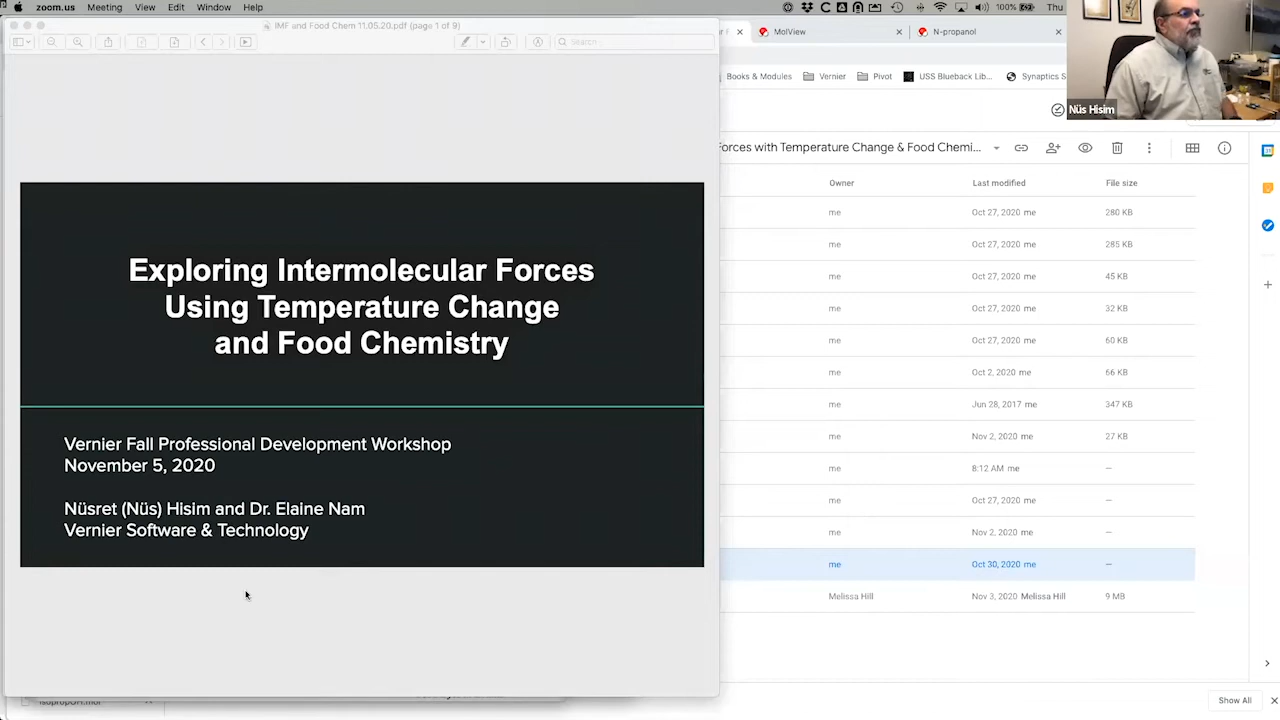 zoom.us Meeting View Edit Window Help
100% Thu
IMF and Food Chem 11.05.20.pdf (page 1 of 9)
Search
MolView
N-propanol
Books & Modules Vernier Pivot USS Blueback Lib... Synaptics S
Nüs Hisim
Forces with Temperature Change & Food Chemi...
Owner Last modified File size
me Oct 27, 2020 me 280 KB
me Oct 27, 2020 me 285 KB
me Oct 27, 2020 me 45 KB
me Oct 27, 2020 me 32 KB
me Oct 27, 2020 me 60 KB
me Oct 2, 2020 me 66 KB
me Jun 28, 2017 me 347 KB
me Nov 2, 2020 me 27 KB
me 8:12 AM me —
me Oct 27, 2020 me —
me Nov 2, 2020 me —
me Oct 30, 2020 me —
Melissa Hill Nov 3, 2020 Melissa Hill 9 MB
Exploring Intermolecular Forces
Using Temperature Change
and Food Chemistry
Vernier Fall Professional Development Workshop
November 5, 2020
Nüsret (Nüs) Hisim and Dr. Elaine Nam
Vernier Software & Technology
Show All